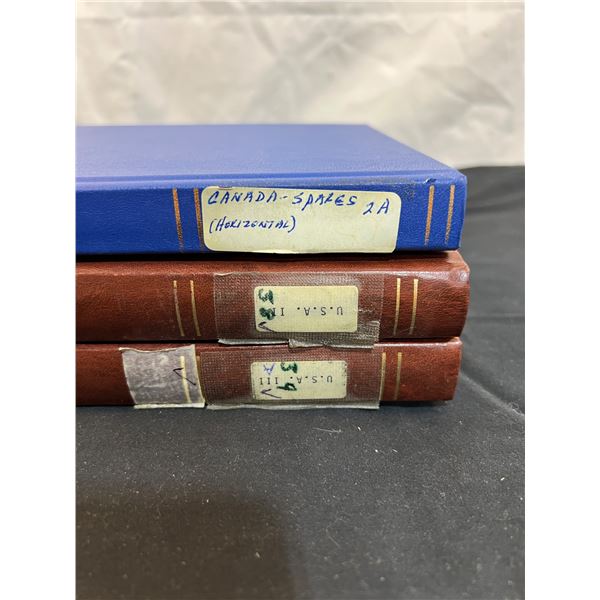 CANADA - SPARES 2A
(HORIZONTAL)
U.S.A. II
U.S.A. III